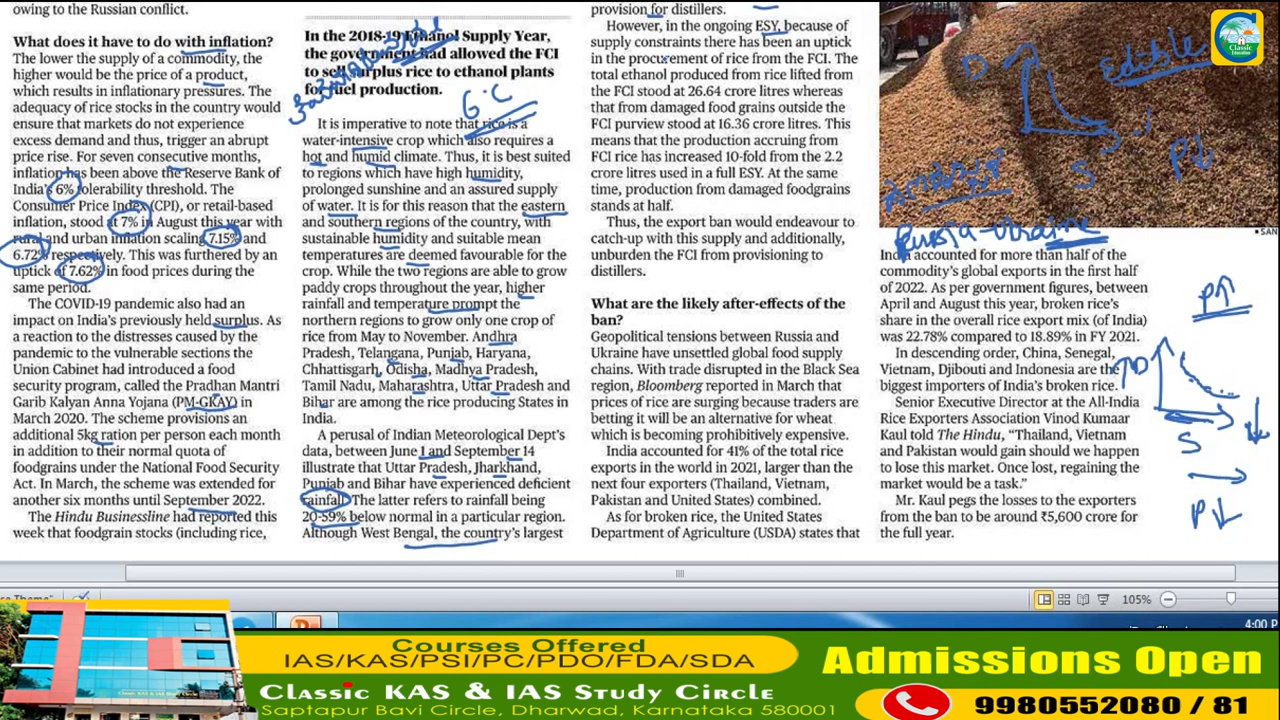 owing to the Russian conflict.
What does it have to do with inflation?
The lower the supply of a commodity, the
higher would be the price of a product,
which results in inflationary pressures. The
adequacy of rice stocks in the country would
ensure that markets do not experience
excess demand and thus, trigger an abrupt
price rise. For seven consecutive months,
inflation has been above the Reserve Bank of
India's 6% tolerability threshold. The
Consumer Price Index (CPI), or retail-based
inflation, stood at 7% in August this year with
rural and urban inflation scaling 7.15% and
6.72% respectively. This was furthered by an
uptick of 7.62% in food prices during the
same period.
The COVID-19 pandemic also had an
impact on India's previously held surplus. As
a reaction to the distresses caused by the
pandemic to the vulnerable sections the
Union Cabinet had introduced a food
security program, called the Pradhan Mantri
Garib Kalyan Anna Yojana (PM-GKAY) in
March 2020. The scheme provisions an
additional 5kg ration per person each month
in addition to their normal quota of
foodgrains under the National Food Security
Act. In March, the scheme was extended for
another six months until September 2022.
The Hindu Businessline had reported this
week that foodgrain stocks (including rice,
In the 2018-19 Ethanol Supply Year,
the government had allowed the FCI
to sell surplus rice to ethanol plants
for fuel production.
G.C
It is imperative to note that rice is a
water-intensive crop which also requires a
hot and humid climate. Thus, it is best suited
to regions which have high humidity,
prolonged sunshine and an assured supply
of water. It is for this reason that the eastern
and southern regions of the country, with
sustainable humidity and suitable mean
temperatures are deemed favourable for the
crop. While the two regions are able to grow
paddy crops throughout the year, higher
rainfall and temperature prompt the
northern regions to grow only one crop of
rice from May to November. Andhra
Pradesh, Telangana, Punjab, Haryana,
Chhattisgarh, Odisha, Madhya Pradesh,
Tamil Nadu, Maharashtra, Uttar Pradesh and
Bihar are among the rice producing States in
India.
A perusal of Indian Meteorological Dept's
data, between June 1 and September 14
illustrate that Uttar Pradesh, Jharkhand,
Punjab and Bihar have experienced deficient
rainfall. The latter refers to rainfall being
20-59% below normal in a particular region.
Although West Bengal, the country's largest
provision for distillers.
However, in the ongoing ESY, because of
supply constraints there has been an uptick
in the procurement of rice from the FCI. The
total ethanol produced from rice lifted from
the FCI stood at 26.64 crore litres whereas
that from damaged food grains outside the
FCI purview stood at 16.36 crore litres. This
means that the production accruing from
FCI rice has increased 10-fold from the 2.2
crore litres used in a full ESY. At the same
time, production from damaged foodgrains
stands at half.
Thus, the export ban would endeavour to
catch-up with this supply and additionally,
unburden the FCI from provisioning to
distillers.
What are the likely after-effects of the
ban?
Geopolitical tensions between Russia and
Ukraine have unsettled global food supply
chains. With trade disrupted in the Black Sea
region, Bloomberg reported in March that
prices of rice are surging because traders are
betting it will be an alternative for wheat
which is becoming prohibitively expensive.
India accounted for 41% of the total rice
exports in the world in 2021, larger than the
next four exporters (Thailand, Vietnam,
Pakistan and United States) combined.
As for broken rice, the United States
Department of Agriculture (USDA) states that
Classic
Education
D
Edible
S
P↓
Russia-Ukraine
SAN
India accounted for more than half of the
commodity's global exports in the first half
of 2022. As per government figures, between
April and August this year, broken rice's
share in the overall rice export mix (of India)
was 22.78% compared to 18.89% in FY 2021.
In descending order, China, Senegal,
Vietnam, Djibouti and Indonesia are the
biggest importers of India's broken rice.
Senior Executive Director at the All-India
Rice Exporters Association Vinod Kumaar
Kaul told The Hindu, "Thailand, Vietnam
and Pakistan would gain should we happen
to lose this market. Once lost, regaining the
market would be a task."
Mr. Kaul pegs the losses to the exporters
from the ban to be around ₹5,600 crore for
the full year.
P↑
↑D
S ↓
P↓
105%
4:00 P
Courses Offered
IAS/KAS/PSI/PC/PDO/FDA/SDA
Classic KAS & IAS Study Circle
Saptapur Bavi Circle, Dharwad, Karnataka 580001
Admissions Open
9980552080 / 81